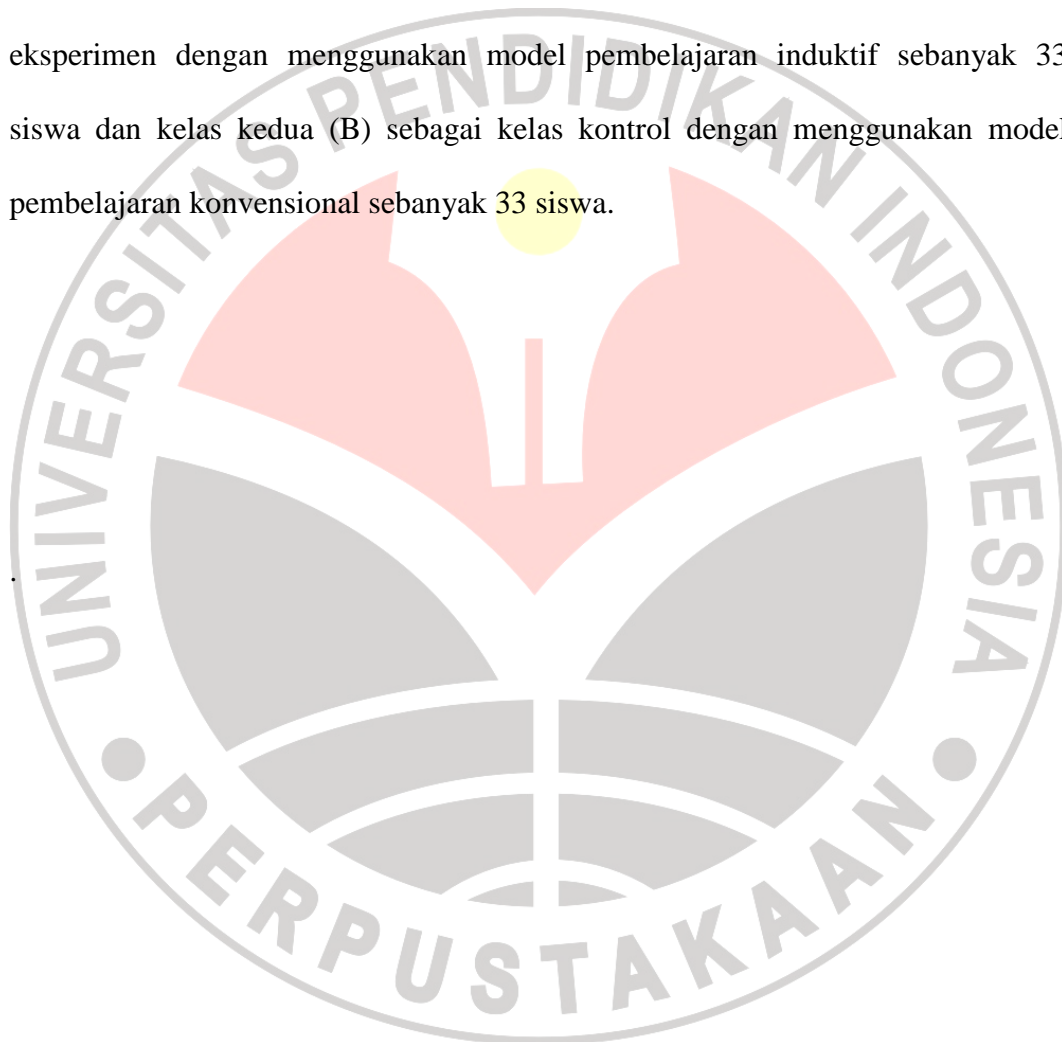 eksperimen dengan menggunakan model pembelajaran induktif sebanyak 33
siswa dan kelas kedua (B) sebagai kelas kontrol dengan menggunakan model
pembelajaran konvensional sebanyak 33 siswa.
.
UNIVERSITAS PENDIDIKAN INDONESIA
PERPUSTAKAAN